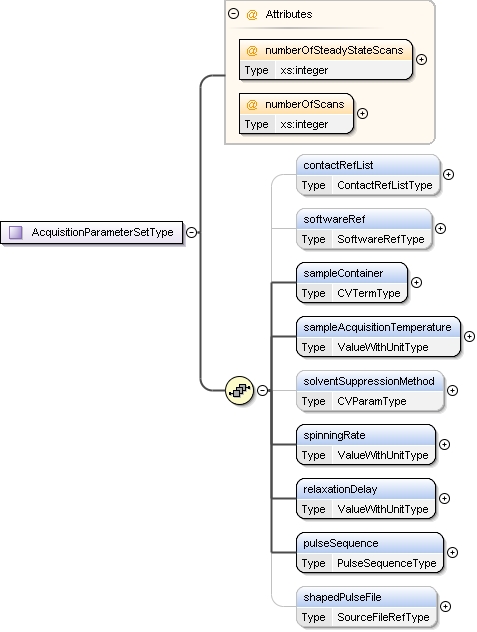 @ Attributes
@ numberOfSteadyStateScans
Type xs:integer
@ numberOfScans
Type xs:integer
AcquisitionParameterSetType
contactRefList
Type ContactRefListType
softwareRef
Type SoftwareRefType
sampleContainer
Type CVTermType
sampleAcquisitionTemperature
Type ValueWithUnitType
solventSuppressionMethod
Type CVParamType
spinningRate
Type ValueWithUnitType
relaxationDelay
Type ValueWithUnitType
pulseSequence
Type PulseSequenceType
shapedPulseFile
Type SourceFileRefType